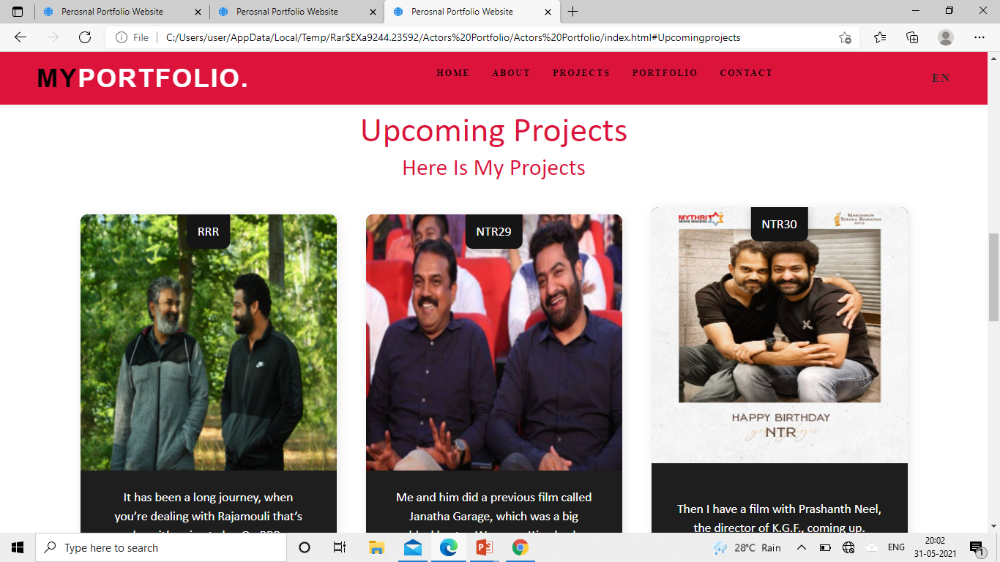 Perosnal Portfolio Website
Perosnal Portfolio Website
Perosnal Portfolio Website
File
C:/Users/user/AppData/Local/Temp/Rar$EXa9244.23592/Actors%20Portfolio/Actors%20Portfolio/index.html#Upcomingprojects
MYPORTFOLIO.
HOME ABOUT PROJECTS PORTFOLIO CONTACT
EN
Upcoming Projects
Here Is My Projects
RRR
It has been a long journey, when
you're dealing with Rajamouli that's
NTR29
Me and him did a previous film called
Janatha Garage, which was a big
NTR30
MYTHRI
MOVIE MAKERS
NANDAMURI
TARAKA RAMARAO
ARTS
HAPPY BIRTHDAY
NTR
Then I have a film with Prashanth Neel,
the director of K.G.F., coming up.
Type here to search
28°C Rain
ENG
20:02
31-05-2021
1